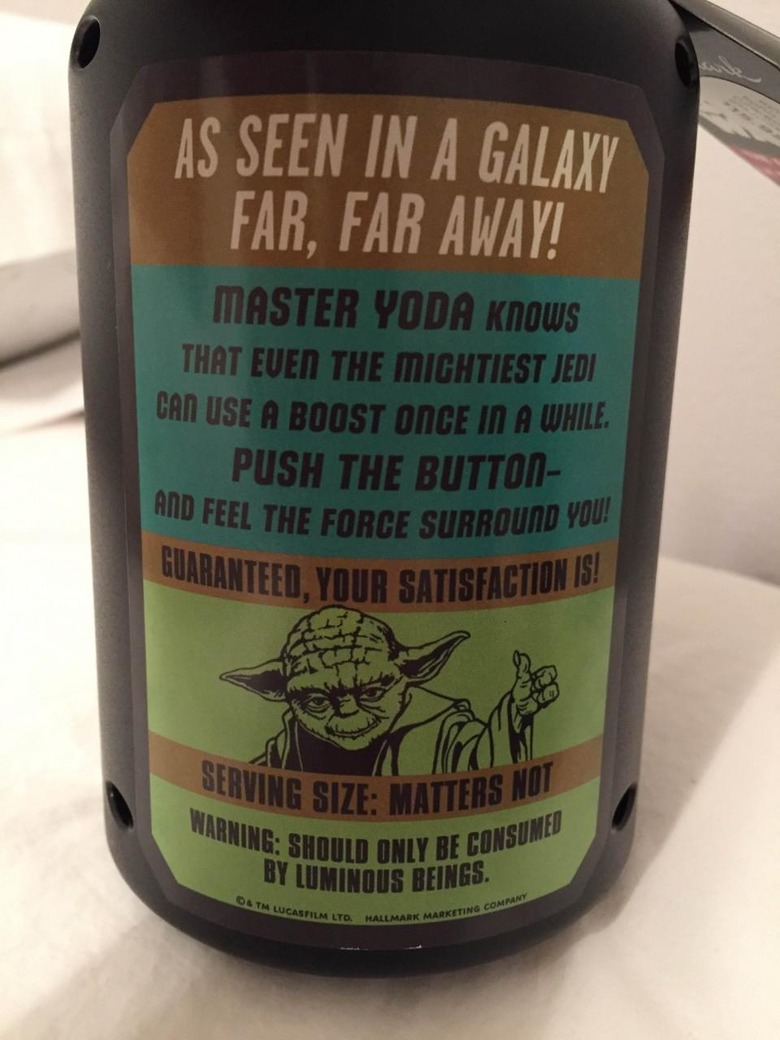 AS SEEN IN A GALAXY
FAR, FAR AWAY!
MASTER YODA KNOWS
THAT EVEN THE MIGHTIEST JEDI
CAN USE A BOOST ONCE IN A WHILE.
PUSH THE BUTTON-
AND FEEL THE FORCE SURROUND YOU!
GUARANTEED, YOUR SATISFACTION IS!
SERVING SIZE: MATTERS NOT
WARNING: SHOULD ONLY BE CONSUMED
BY LUMINOUS BEINGS.
© & TM LUCASFILM LTD. HALLMARK MARKETING COMPANY